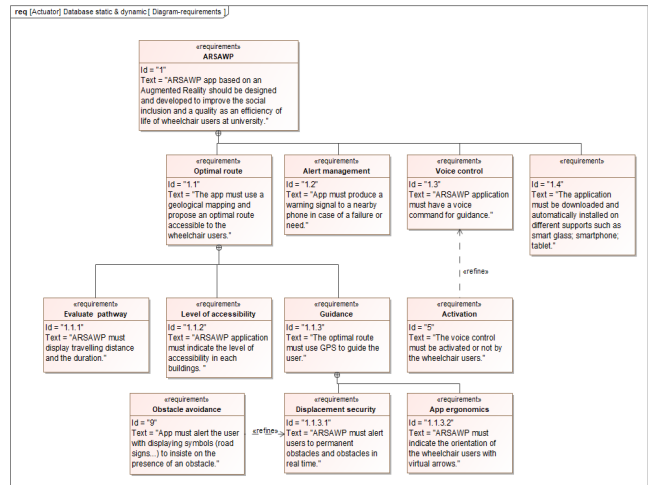 req [Actuator] Database static & dynamic [ Diagram-requirements ]
«requirement»
ARSAWP
Id = "1"
Text = "ARSAWP app based on an
Augmented Reality should be designed
and developed to improve the social
inclusion and a quality as an efficiency of
life of wheelchair users at university."
«requirement»
Optimal route
Id = "1.1"
Text = "The app must use a
geological mapping and
propose an optimal route
accessible to the
wheelchair users."
«requirement»
Alert management
Id = "1.2"
Text = "App must produce a
warning signal to a nearby
phone in case of a failure or
need."
«requirement»
Voice control
Id = "1.3"
Text = "ARSAWP application
must have a voice
command for guidance."
«requirement»
Id = "1.4"
Text = "The application
must be downloaded and
automatically installed on
different supports such as
smart glass; smartphone;
tablet."
«refine»
«requirement»
Evaluate pathway
Id = "1.1.1"
Text = "ARSAWP must
display travelling distance
and the duration."
«requirement»
Level of accessibility
Id = "1.1.2"
Text = "ARSAWP application
must indicate the level of
accessibility in each
buildings. "
«requirement»
Guidance
Id = "1.1.3"
Text = "The optimal route
must use GPS to guide the
user."
«requirement»
Activation
Id = "5"
Text = "The voice control
must be activated or not by
the wheelchair users."
«requirement»
Obstacle avoidance
Id = "9"
Text = "App must alert the user
with displaying symbols (road
signs...) to insiste on the
presence of an obstacle."
«refine»
«requirement»
Displacement security
Id = "1.1.3.1"
Text = "ARSAWP must alert
users to permanent
obstacles and obstacles in
real time."
«requirement»
App ergonomics
Id = "1.1.3.2"
Text = "ARSAWP must
indicate the orientation of
the wheelchair users with
virtual arrows."